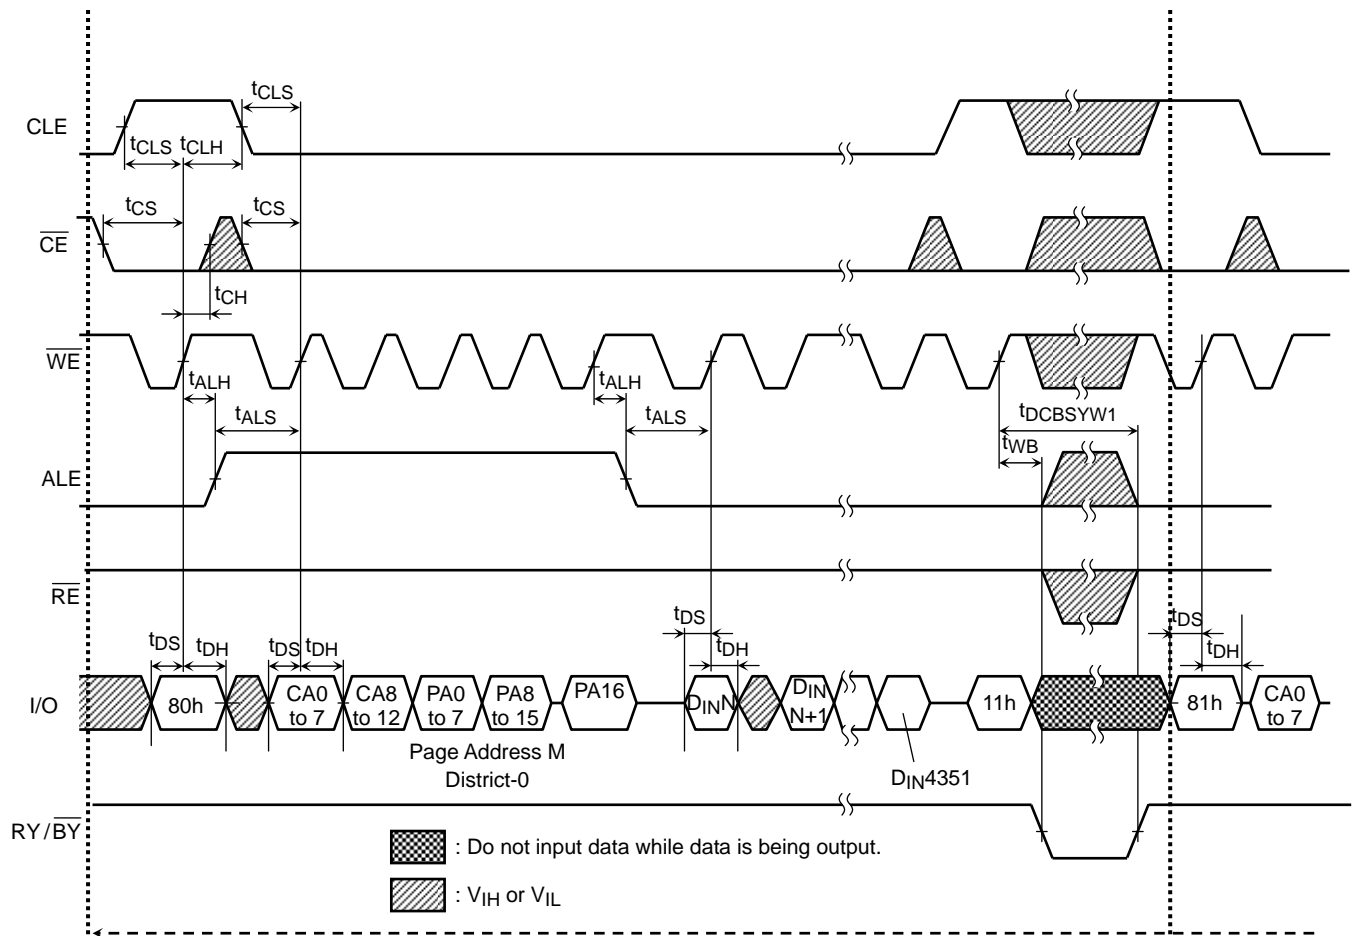 tCLS
CLE
tCLS tCLH
tCS tCS
CE
tCH
WE
tALH tALH
tALS tALS tDCBSYW1
tWB
ALE
RE
tDS tDH tDS tDH tDS tDH tDS tDH
I/O 80h CA0 to 7 CA8 to 12 PA0 to 7 PA8 to 15 PA16 DINN DIN N+1 11h 81h CA0 to 7
Page Address M
District-0
DIN4351
RY/BY
: Do not input data while data is being output.
: VIH or VIL